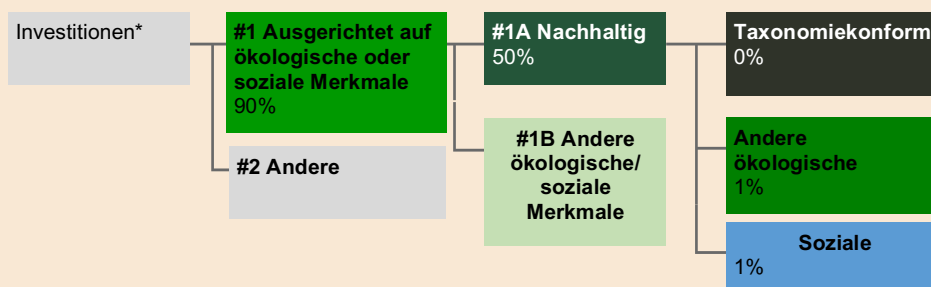 Investitionen*
#1 Ausgerichtet auf
ökologische oder
soziale Merkmale
90%
#2 Andere
#1A Nachhaltig
50%
#1B Andere
ökologische/
soziale
Merkmale
Taxonomiekonform
0%
Andere
ökologische
1%
Soziale
1%